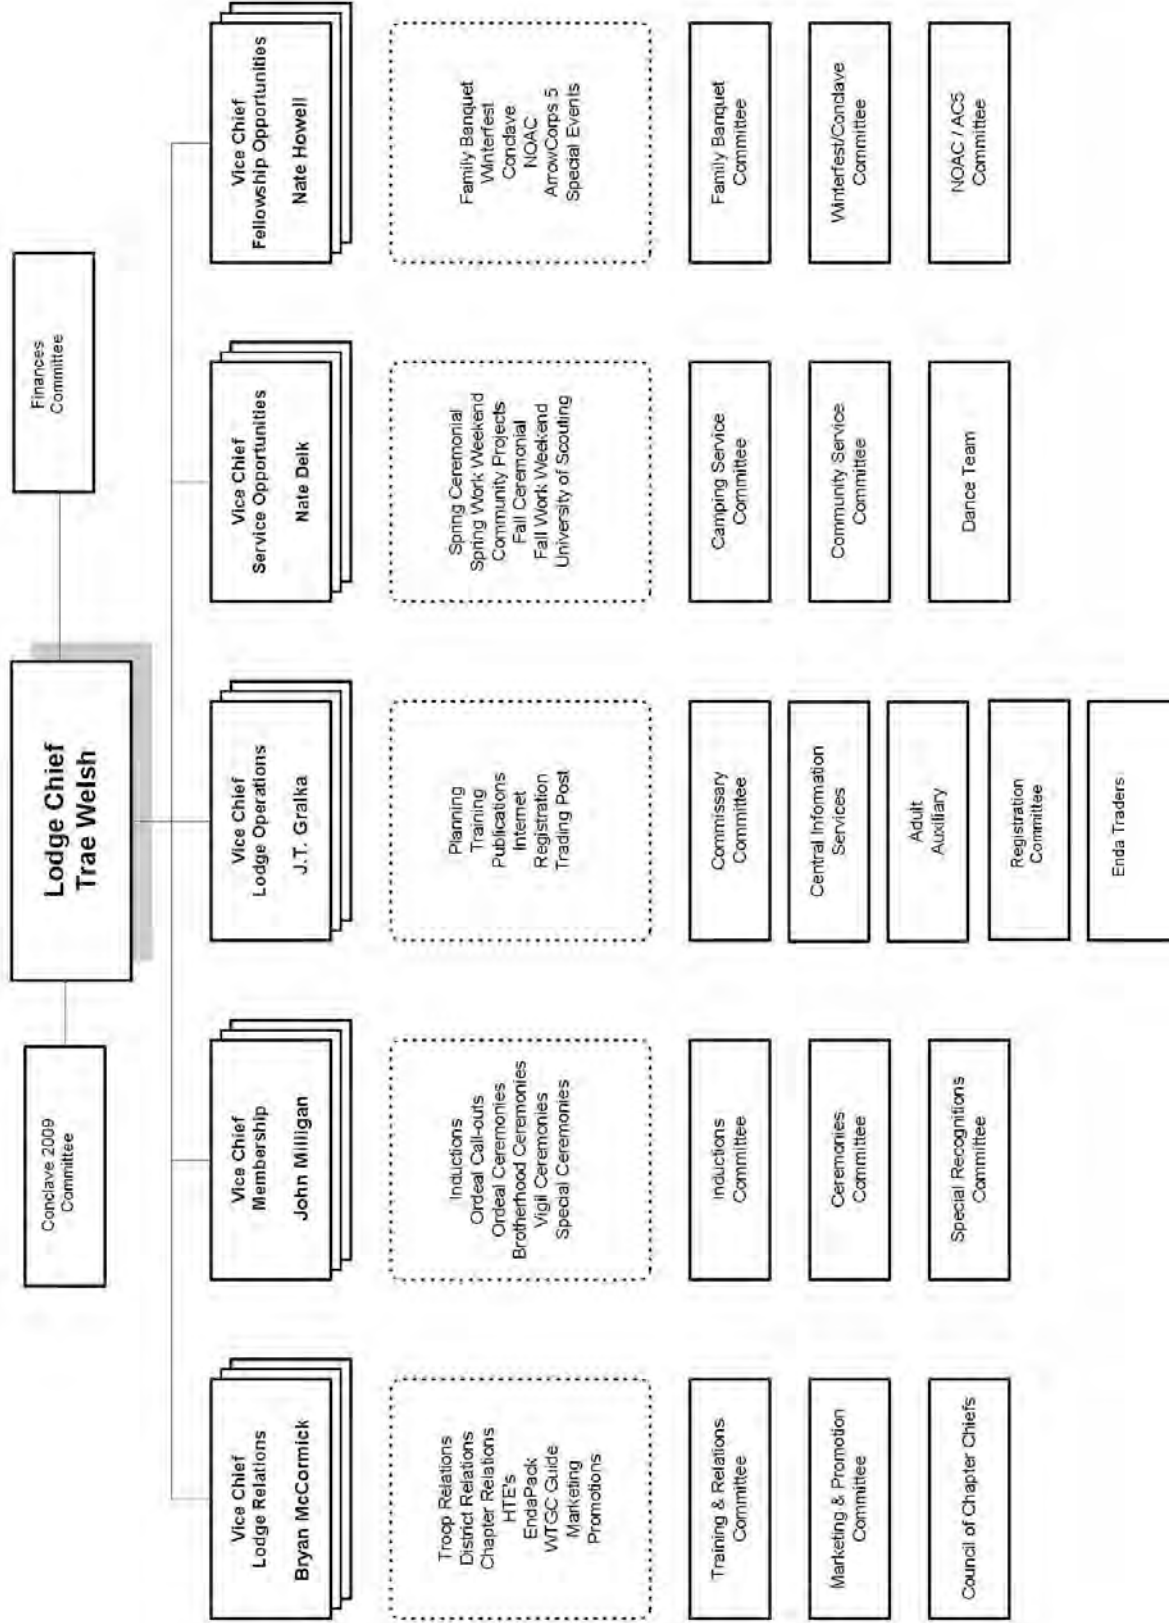 Lodge Chief
Trae Welsh
Conclave 2009
Committee
Finances
Committee
Vice Chief
Lodge Relations
Bryan McCormick
Troop Relations
District Relations
Chapter Relations
HTE's
EndaPack
WTGC Guide
Marketing
Promotions
Training & Relations
Committee
Marketing & Promotion
Committee
Council of Chapter Chiefs
Vice Chief
Membership
John Milligan
Inductions
Ordeal Call-outs
Ordeal Ceremonies
Brotherhood Ceremonies
Vigil Ceremonies
Special Ceremonies
Inductions
Committee
Ceremonies
Committee
Special Recognitions
Committee
Vice Chief
Lodge Operations
J.T. Gralka
Planning
Training
Publications
Internet
Registration
Trading Post
Commissary
Committee
Central Information
Services
Adult
Auxiliary
Registration
Committee
Enda Traders
Vice Chief
Service Opportunities
Nate Delk
Spring Ceremonial
Spring Work Weekend
Community Projects
Fall Ceremonial
Fall Work Weekend
University of Scouting
Camping Service
Committee
Community Service
Committee
Dance Team
Vice Chief
Fellowship Opportunities
Nate Howell
Family Banquet
Winterfest
Conclave
NOAC
ArrowCorps 5
Special Events
Family Banquet
Committee
Winterfest/Conclave
Committee
NOAC / AC5
Committee